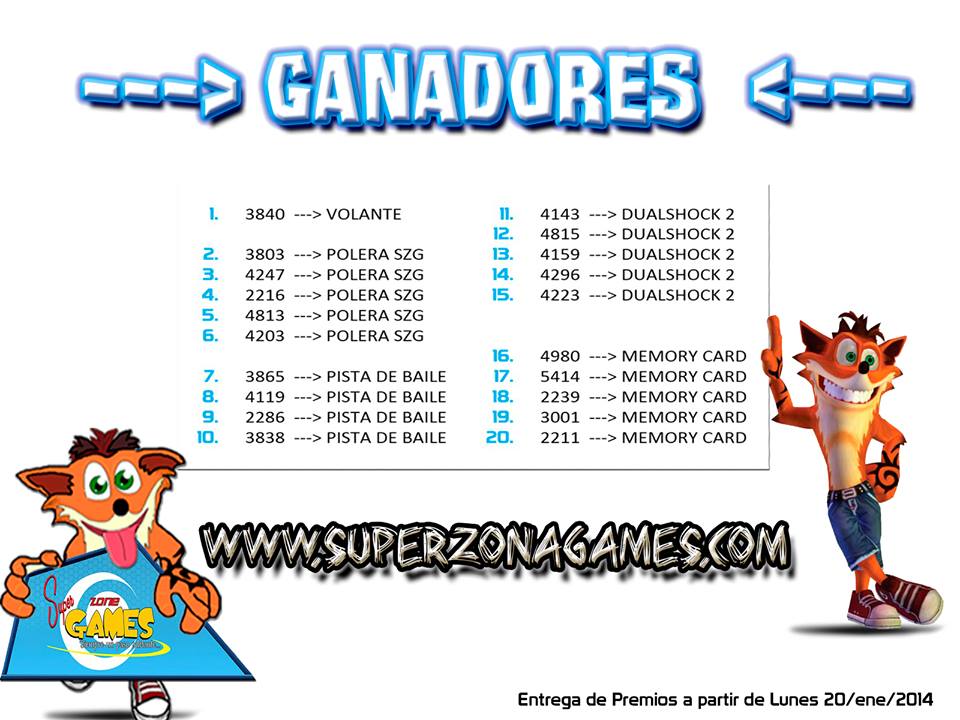 ---> GANADORES <---
1. 3840 ---> VOLANTE
2. 3803 ---> POLERA SZG
3. 4247 ---> POLERA SZG
4. 2216 ---> POLERA SZG
5. 4813 ---> POLERA SZG
6. 4203 ---> POLERA SZG
7. 3865 ---> PISTA DE BAILE
8. 4119 ---> PISTA DE BAILE
9. 2286 ---> PISTA DE BAILE
10. 3838 ---> PISTA DE BAILE
11. 4143 ---> DUALSHOCK 2
12. 4815 ---> DUALSHOCK 2
13. 4159 ---> DUALSHOCK 2
14. 4296 ---> DUALSHOCK 2
15. 4223 ---> DUALSHOCK 2
16. 4980 ---> MEMORY CARD
17. 5414 ---> MEMORY CARD
18. 2239 ---> MEMORY CARD
19. 3001 ---> MEMORY CARD
20. 2211 ---> MEMORY CARD
WWW.SUPERZONAGAMES.COM
Super zone
GAMES
Entrega de Premios a partir de Lunes 20/ene/2014